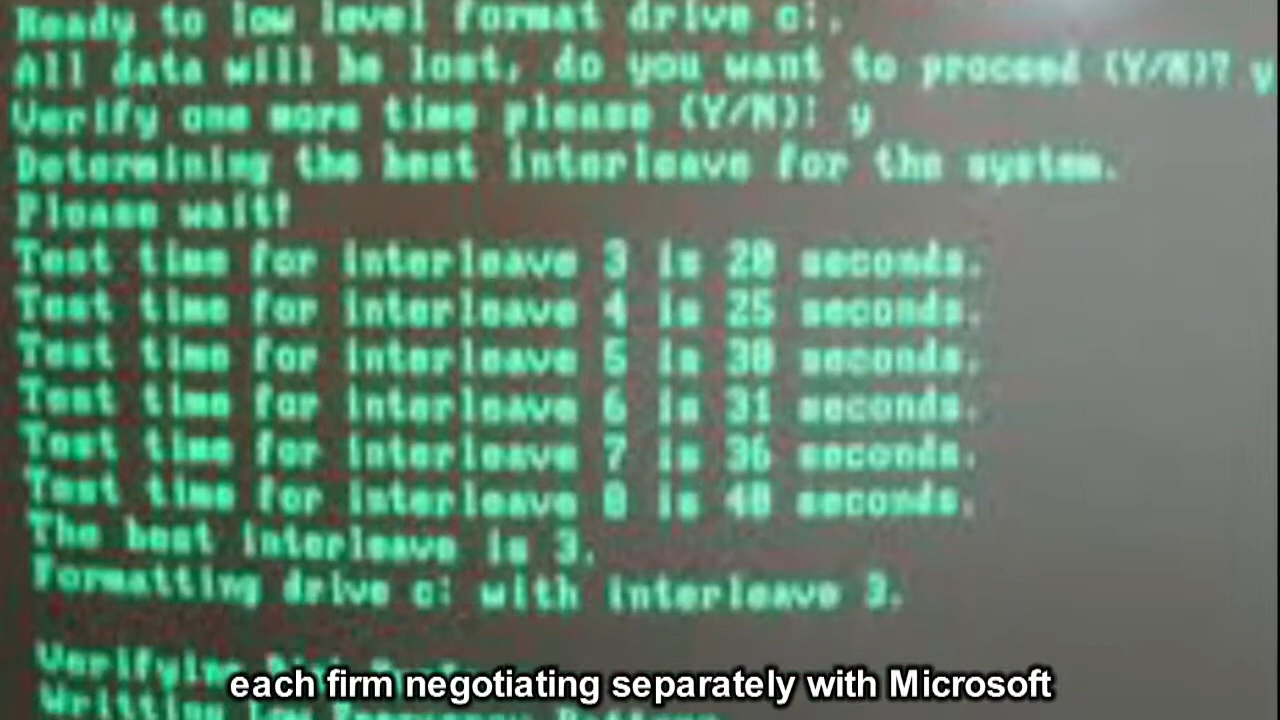 Ready to low level format drive c:.
All data will be lost, do you want to proceed (Y/N)? y
Verify one more time please (Y/N): y
Determining the best interleave for the system.
Please wait!
Test time for interleave 3 is 20 seconds.
Test time for interleave 4 is 25 seconds.
Test time for interleave 5 is 30 seconds.
Test time for interleave 6 is 31 seconds.
Test time for interleave 7 is 36 seconds.
Test time for interleave 8 is 40 seconds.
The best interleave is 3.
Formatting drive c: with interleave 3.
Verifying
Writting Low Frequency
each firm negotiating separately with Microsoft